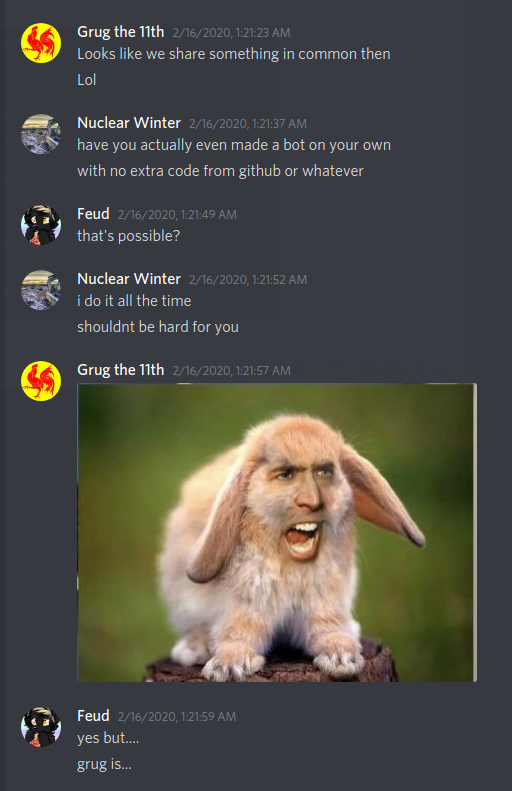 Grug the 11th 2/16/2020, 1:21:23 AM
Looks like we share something in common then
Lol
Nuclear Winter 2/16/2020, 1:21:37 AM
have you actually even made a bot on your own
with no extra code from github or whatever
Feud 2/16/2020, 1:21:49 AM
that's possible?
Nuclear Winter 2/16/2020, 1:21:52 AM
i do it all the time
shouldnt be hard for you
Grug the 11th 2/16/2020, 1:21:57 AM
Feud 2/16/2020, 1:21:59 AM
yes but....
grug is...